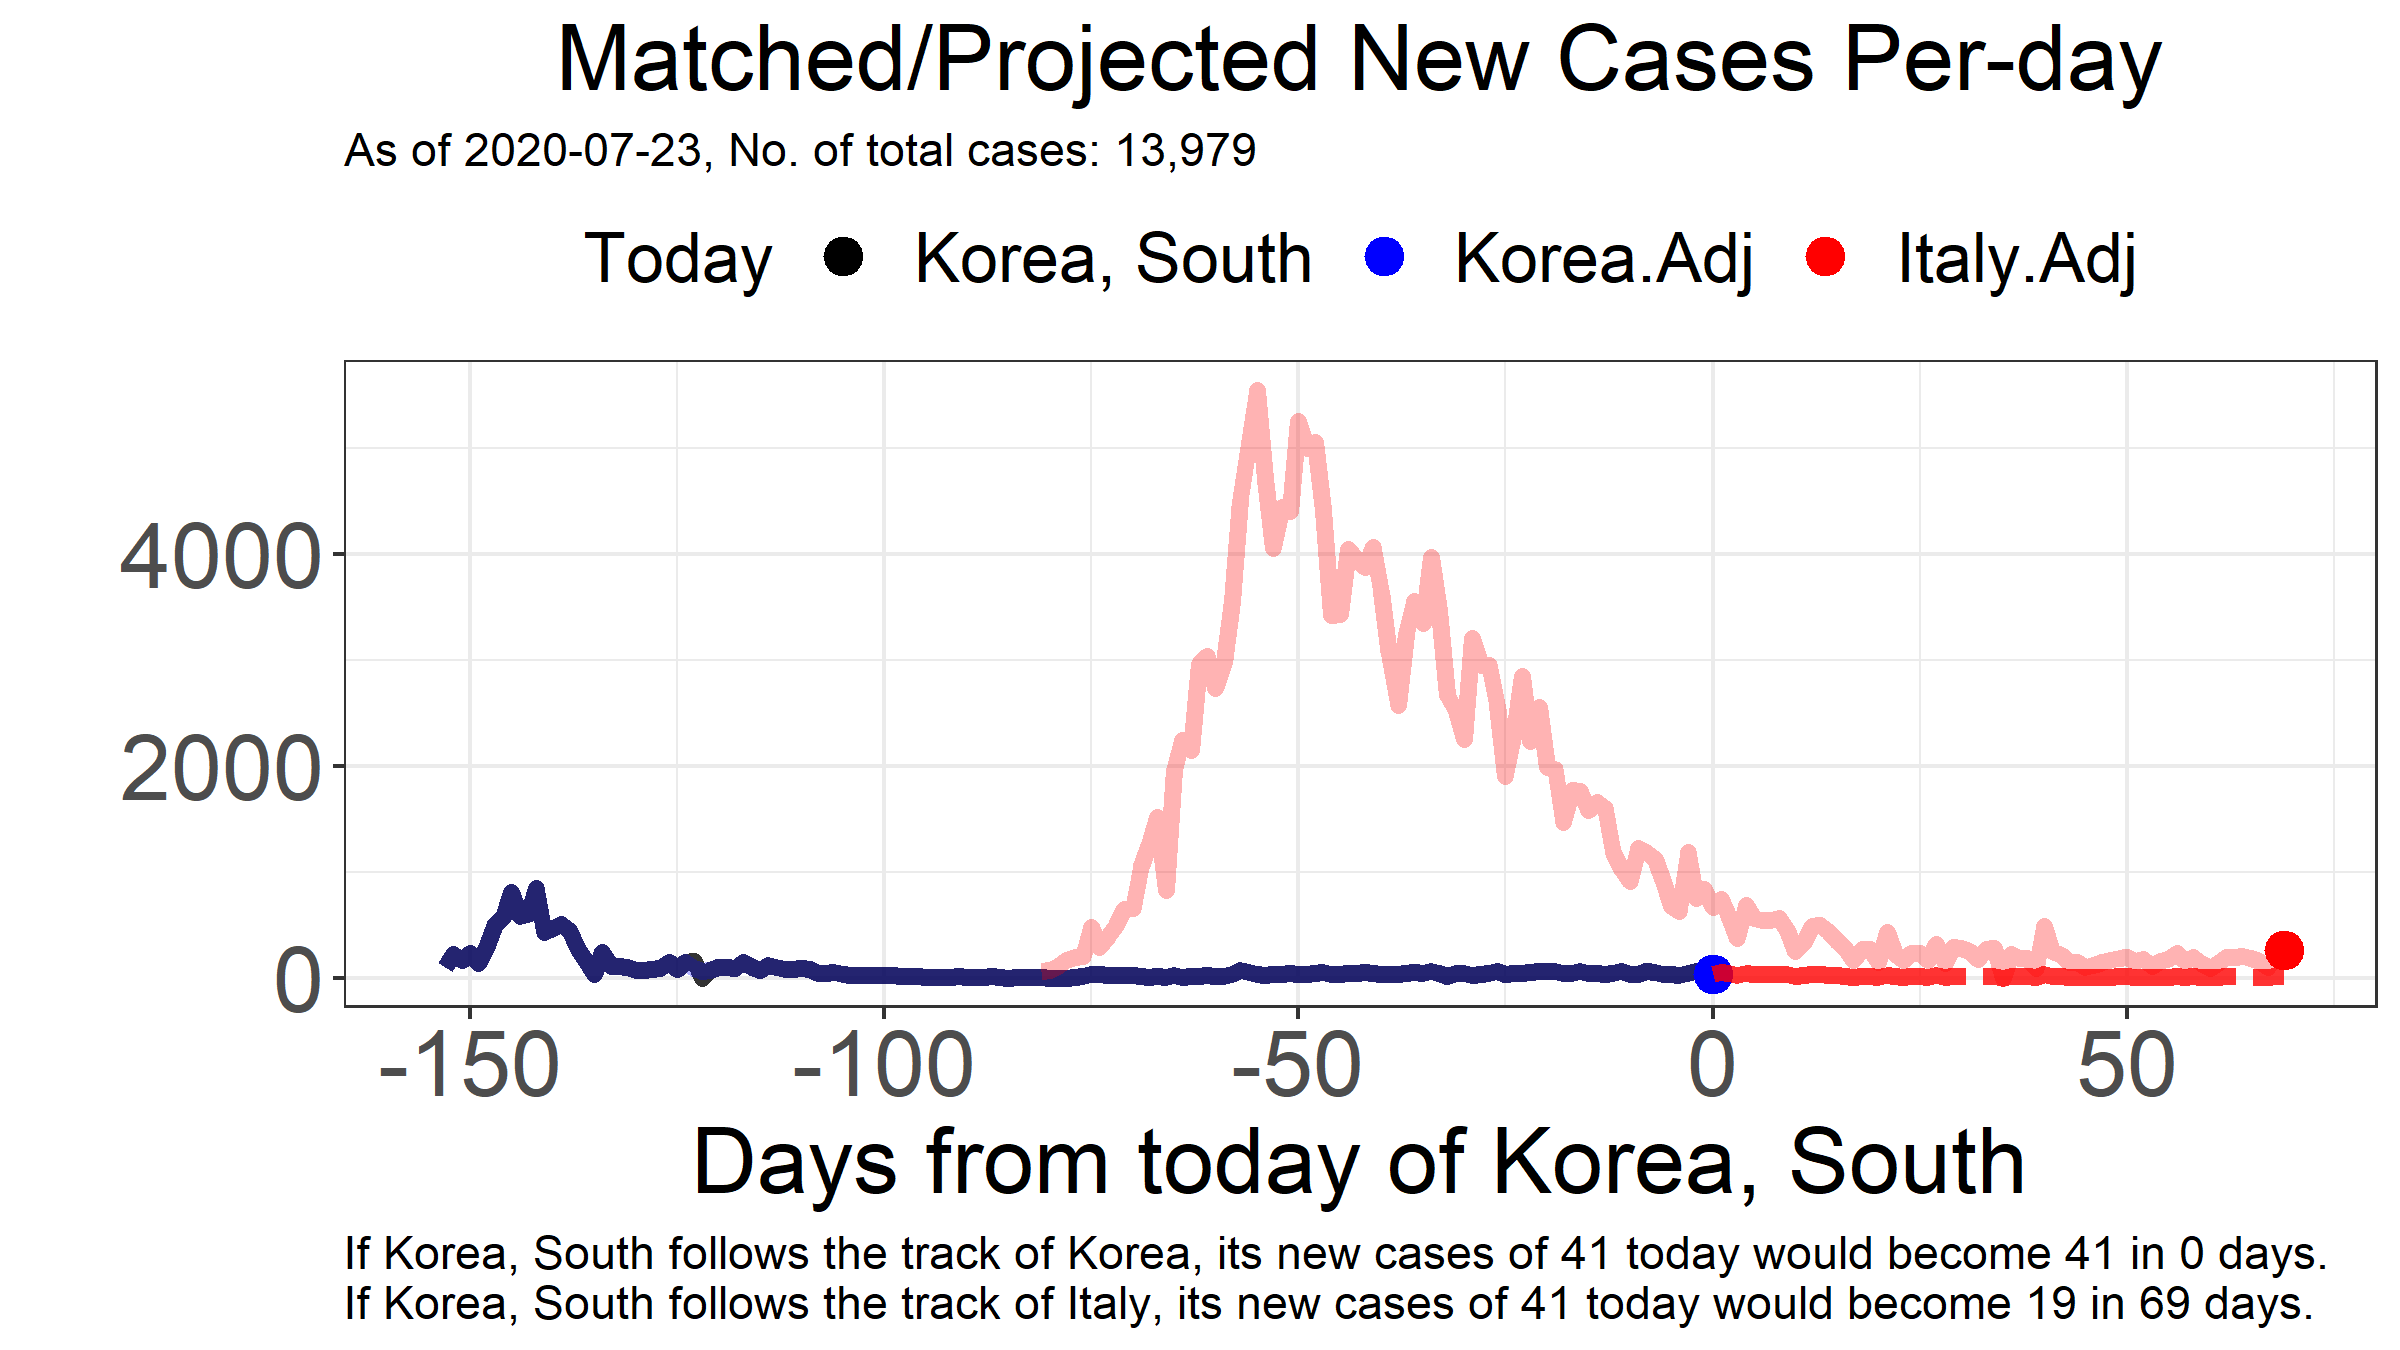 Matched/Projected New Cases Per-day
As of 2020-07-23, No. of total cases: 13,979
Today Korea, South Korea.Adj Italy.Adj
4000
2000
0
-150 -100 -50 0 50
Days from today of Korea, South
If Korea, South follows the track of Korea, its new cases of 41 today would become 41 in 0 days.
If Korea, South follows the track of Italy, its new cases of 41 today would become 19 in 69 days.